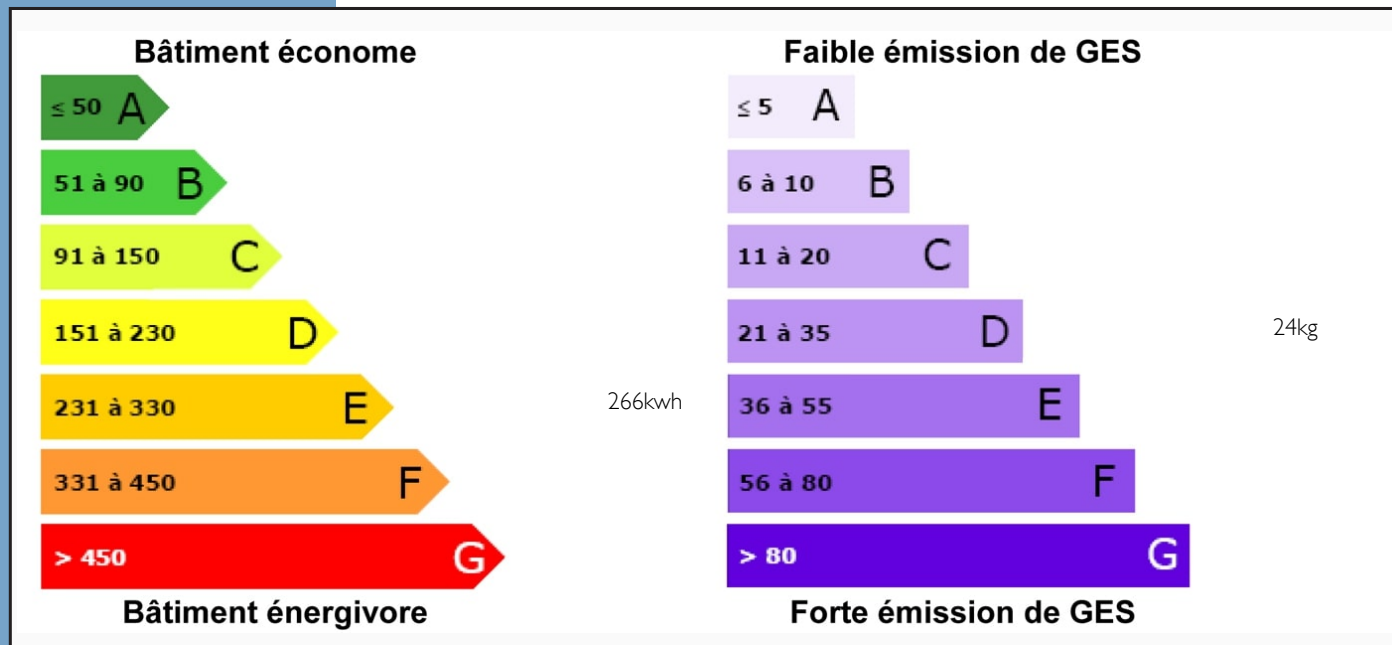 Bâtiment économe
≤ 50 A
51 à 90 B
91 à 150 C
151 à 230 D
231 à 330 E
266kwh
331 à 450 F
> 450 G
Bâtiment énergivore
Faible émission de GES
≤ 5 A
6 à 10 B
11 à 20 C
21 à 35 D
24kg
36 à 55 E
56 à 80 F
> 80 G
Forte émission de GES